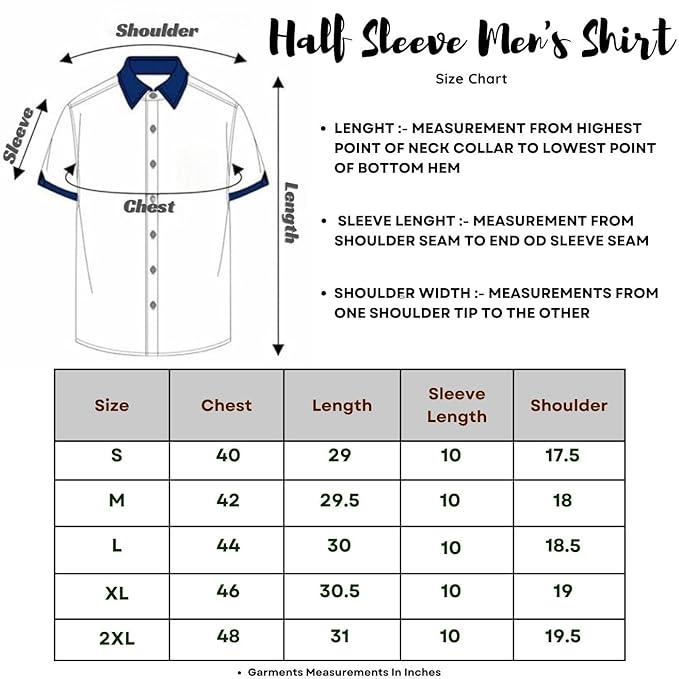 Half Sleeve Men's Shirt
Size Chart
Shoulder
Sleeve
Chest
Length
• LENGHT :- MEASUREMENT FROM HIGHEST
POINT OF NECK COLLAR TO LOWEST POINT
OF BOTTOM HEM
• SLEEVE LENGHT :- MEASUREMENT FROM
SHOULDER SEAM TO END OD SLEEVE SEAM
• SHOULDER WIDTH :- MEASUREMENTS FROM
ONE SHOULDER TIP TO THE OTHER
Size Chest Length Sleeve Length Shoulder
S 40 29 10 17.5
M 42 29.5 10 18
L 44 30 10 18.5
XL 46 30.5 10 19
2XL 48 31 10 19.5
• Garments Measurements In Inches